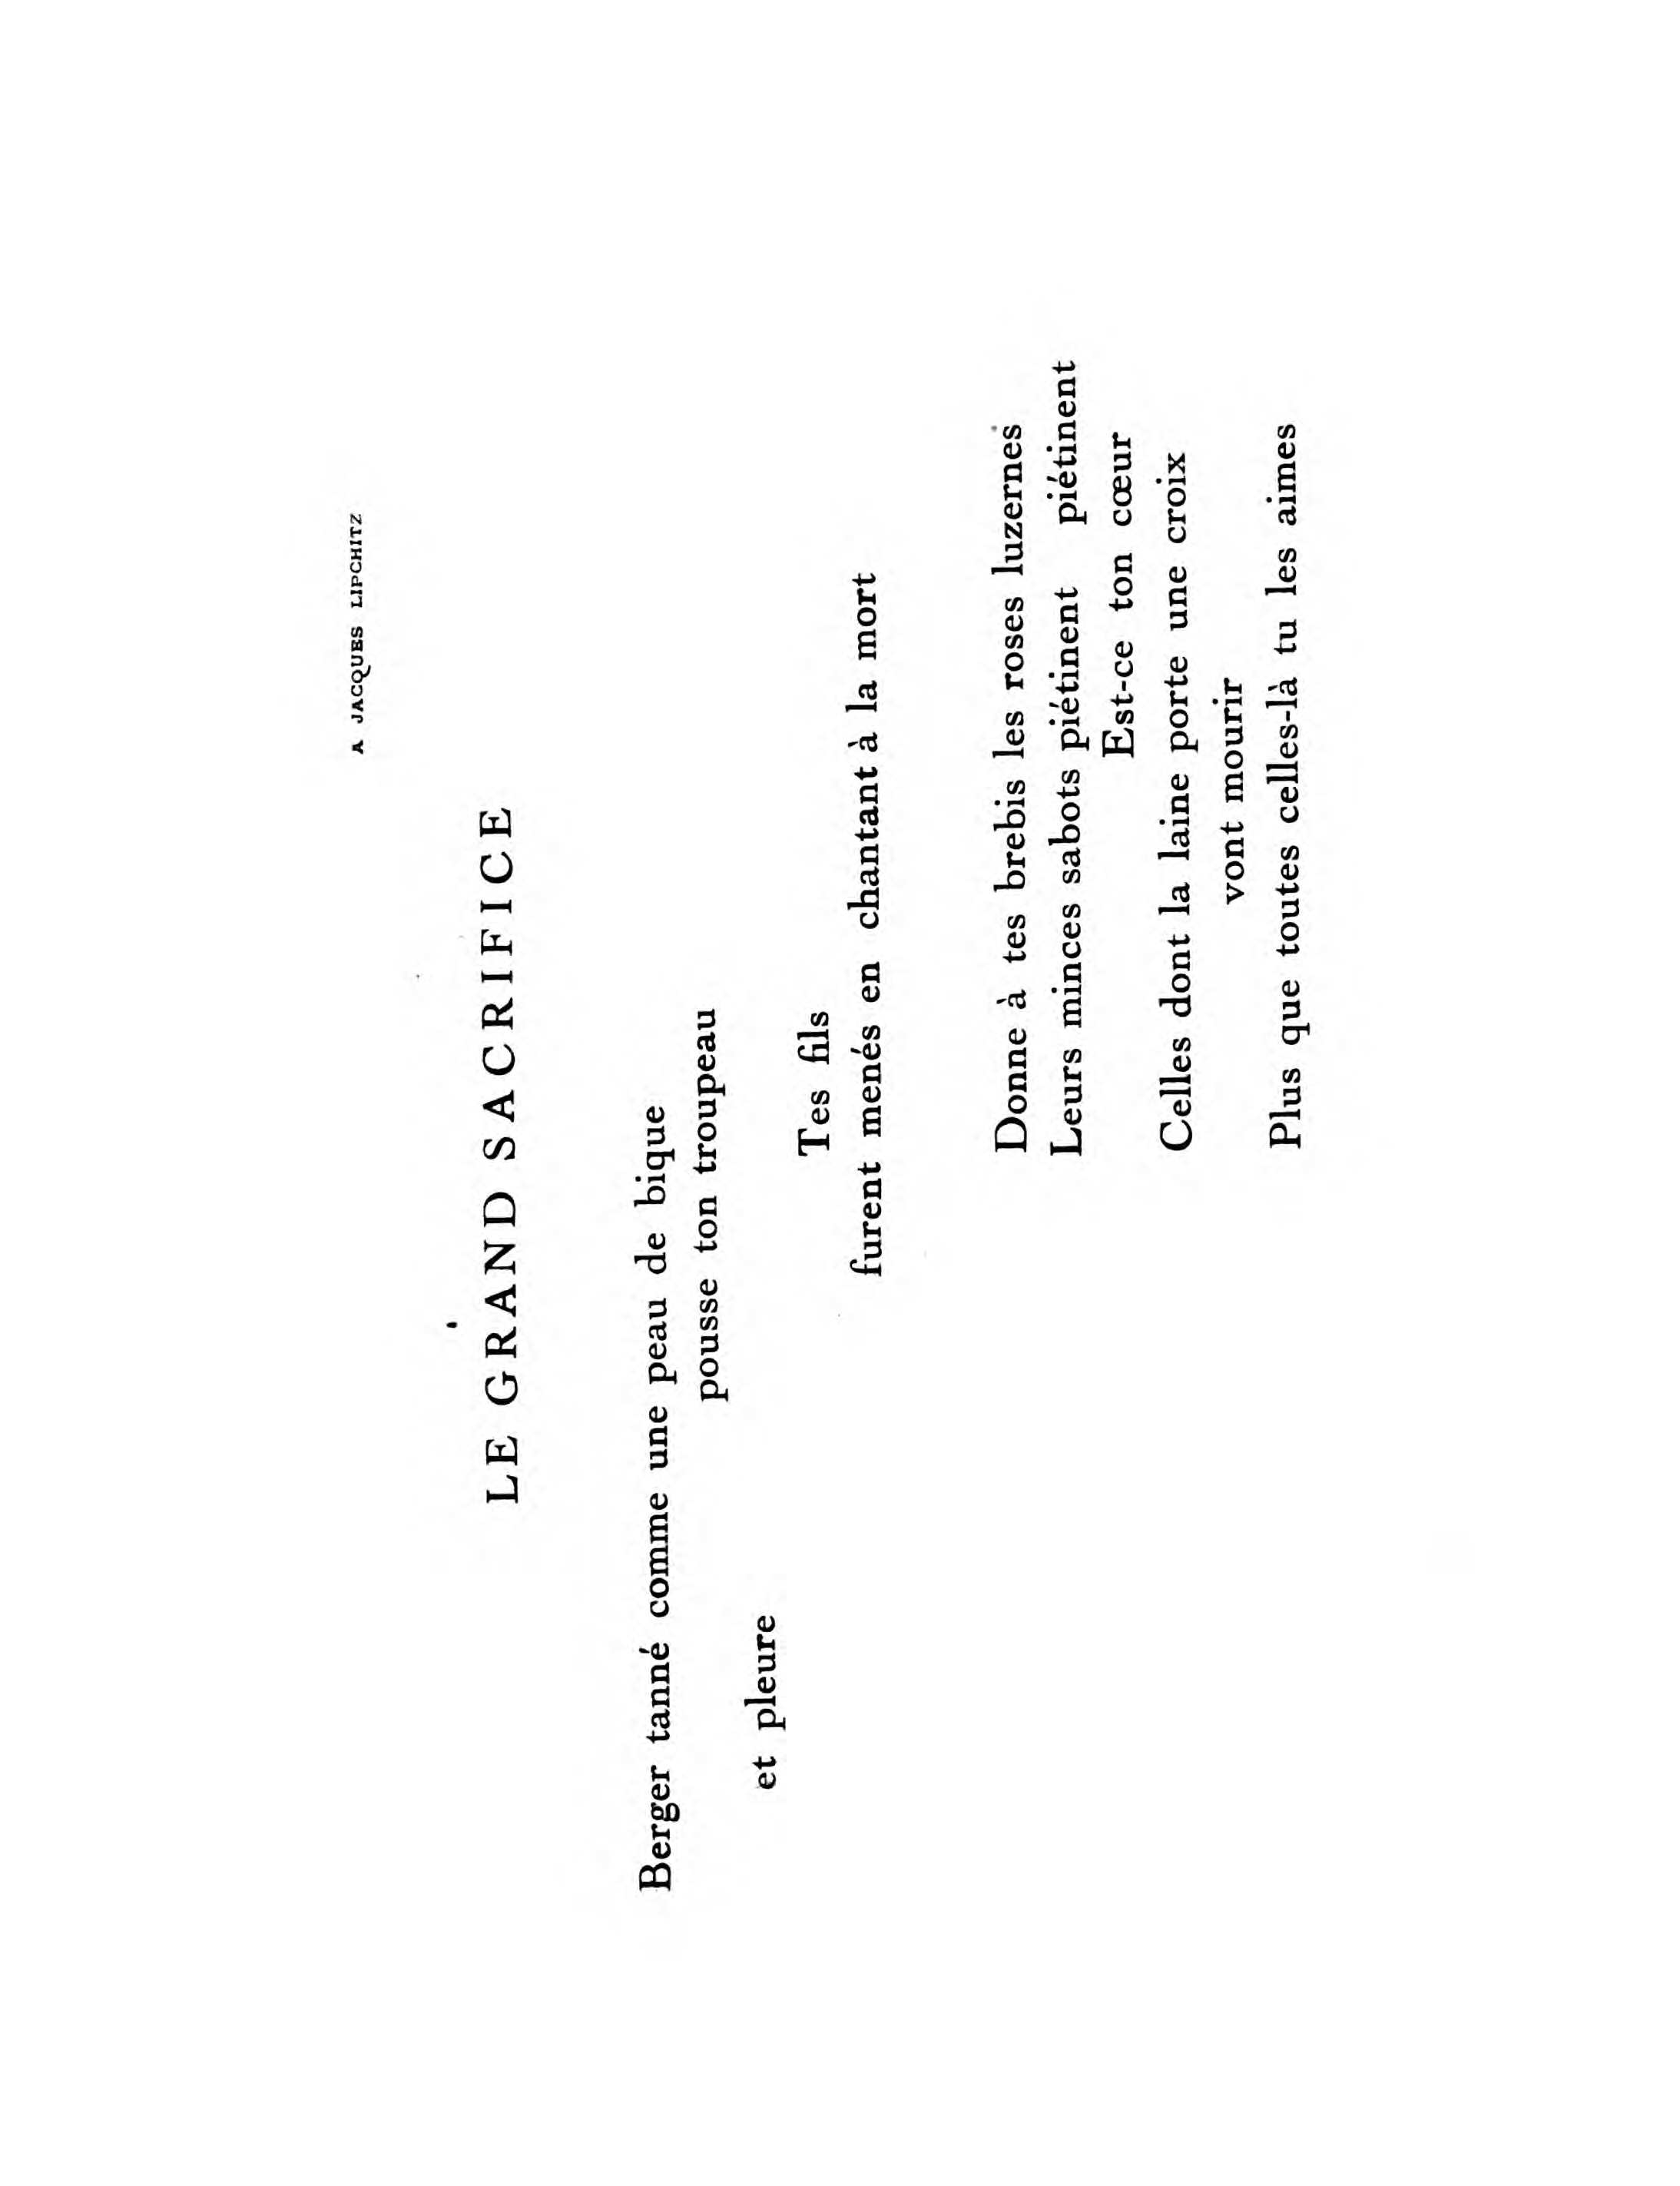 A JACQUES LIPCHITZ
LE GRAND SACRIFICE
Berger tanné comme une peau de bique
pousse ton troupeau
et pleure
Tes fils
furent menés en chantant à la mort
Donne à tes brebis les roses luzernes
Leurs minces sabots piétinent piétinent
Est-ce ton cœur
Celles dont la laine porte une croix
vont mourir
Plus que toutes celles-là tu les aimes